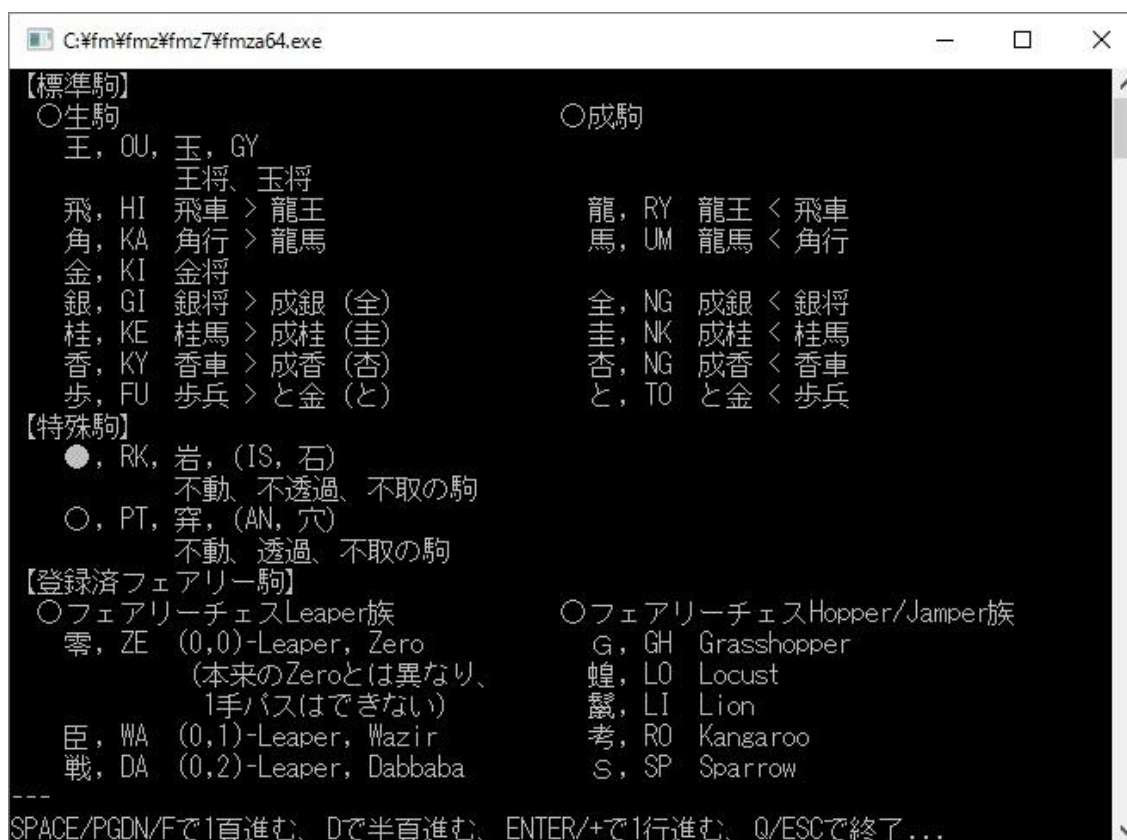 C:¥fm¥fmz¥fmz7¥fmza64.exe
【標準駒】
○生駒 ○成駒
王, OU, 玉, GY
王将、玉将
飛, HI 飛車 > 龍王 龍, RY 龍王 < 飛車
角, KA 角行 > 龍馬 馬, UM 龍馬 < 角行
金, KI 金将
銀, GI 銀将 > 成銀 (全) 全, NG 成銀 < 銀将
桂, KE 桂馬 > 成桂 (圭) 圭, NK 成桂 < 桂馬
香, KY 香車 > 成香 (杏) 杏, NG 成香 < 香車
歩, FU 歩兵 > と金 (と) と, TO と金 < 歩兵
【特殊駒】
●, RK, 岩, (IS, 石)
不動、不透過、不取の駒
○, PT, 穽, (AN, 穴)
不動、透過、不取の駒
【登録済フェアリー駒】
○フェアリーチェスLeaper族 ○フェアリーチェスHopper/Jamper族
零, ZE (0,0)-Leaper, Zero G, GH Grasshopper
(本来のZeroとは異なり、 蝗, LO Locust
1手パスはできない) 鬣, LI Lion
臣, WA (0,1)-Leaper, Wazir 考, RO Kangaroo
戦, DA (0,2)-Leaper, Dabbaba S, SP Sparrow
---
SPACE/PGDN/Fで1頁進む、Dで半頁進む、ENTER/+で1行進む、Q/ESCで終了...